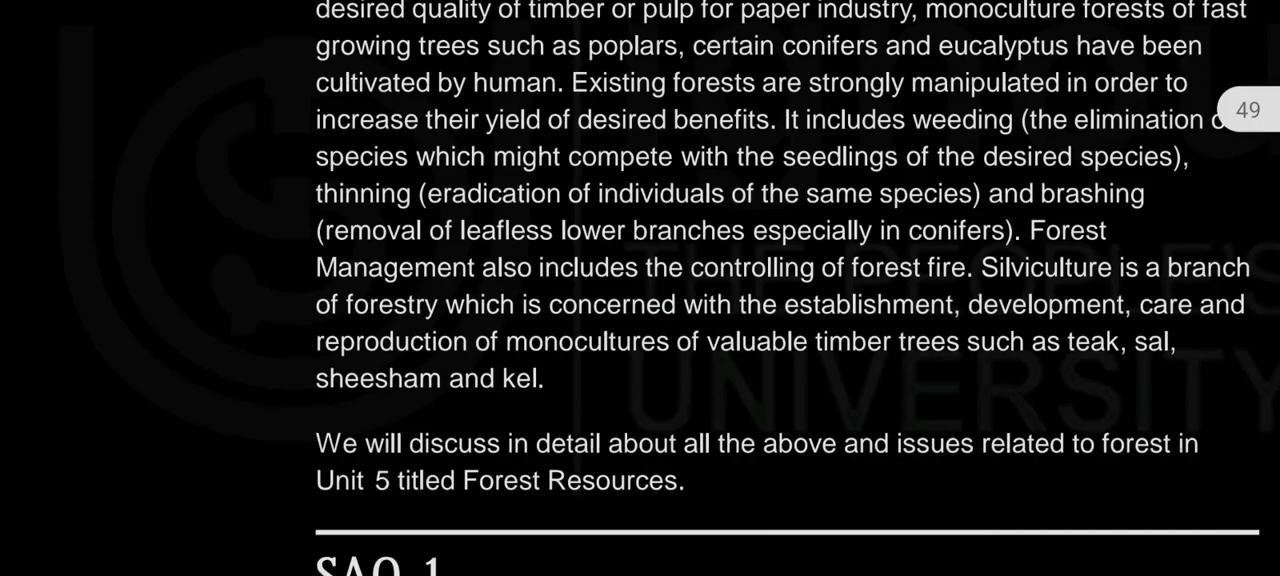 desired quality of timber or pulp for paper industry, monoculture forests of fast
growing trees such as poplars, certain conifers and eucalyptus have been
cultivated by human. Existing forests are strongly manipulated in order to
increase their yield of desired benefits. It includes weeding (the elimination
49
species which might compete with the seedlings of the desired species),
thinning (eradication of individuals of the same species) and brashing
(removal of leafless lower branches especially in conifers). Forest
Management also includes the controlling of forest fire. Silviculture is a branch
of forestry which is concerned with the establishment, development, care and
reproduction of monocultures of valuable timber trees such as teak, sal,
sheesham and kel.
THE PEOPLE'S
UNIVERSITY
We will discuss in detail about all the above and issues related to forest in
Unit 5 titled Forest Resources.
SAQ 1